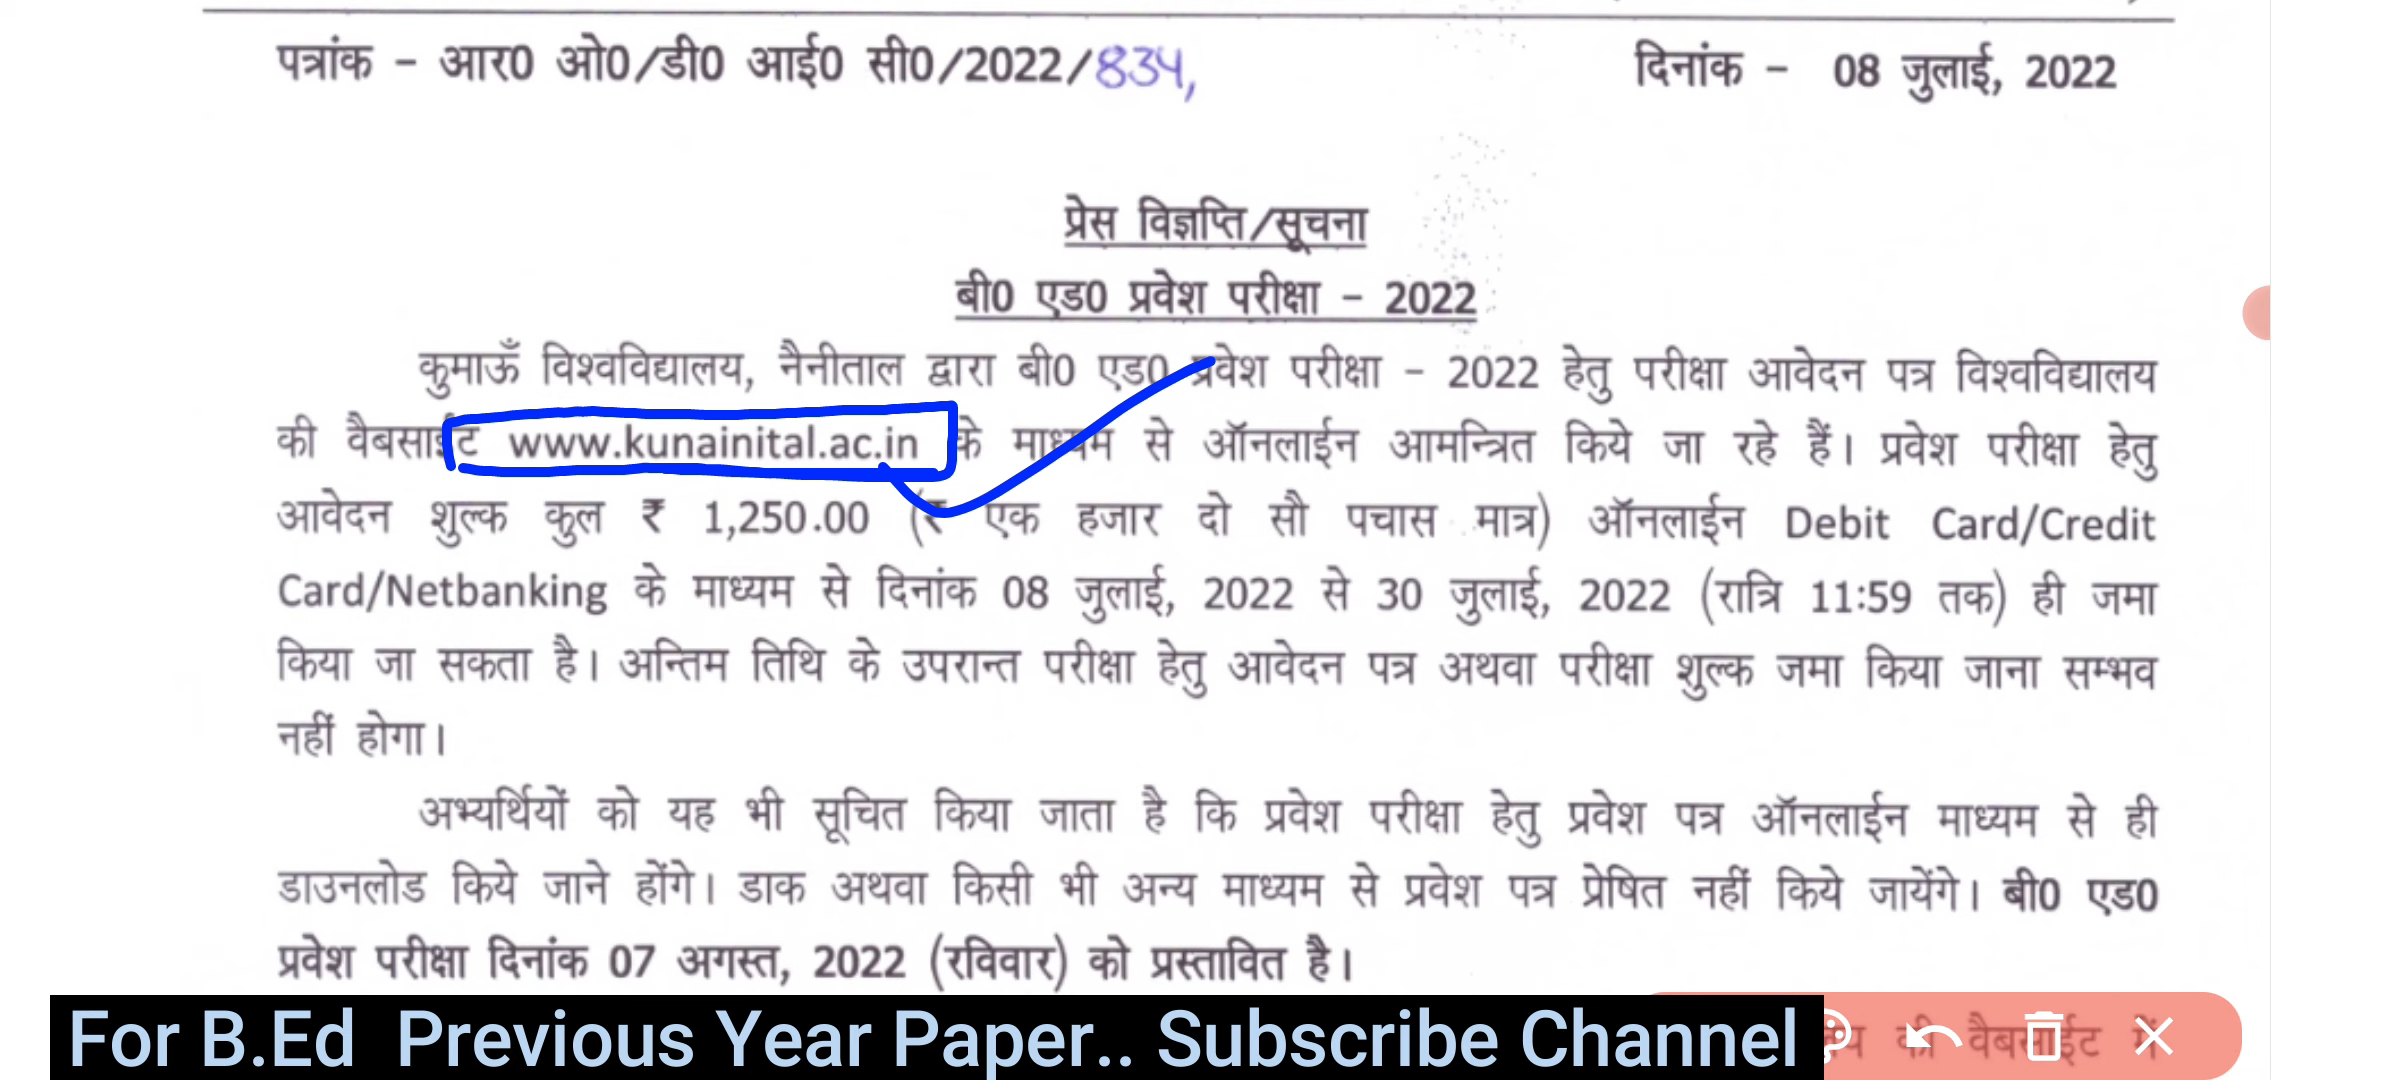 पत्रांक - आर0 ओ0/डी0 आई0 सी0/2022/834,
दिनांक - 08 जुलाई, 2022
प्रेस विज्ञप्ति/सूचना
बी0 एड0 प्रवेश परीक्षा - 2022
कुमाऊँ विश्वविद्यालय, नैनीताल द्वारा बी0 एड0 प्रवेश परीक्षा - 2022 हेतु परीक्षा आवेदन पत्र विश्वविद्यालय
की वैबसाईट www.kunainital.ac.in के माध्यम से ऑनलाईन आमन्त्रित किये जा रहे हैं। प्रवेश परीक्षा हेतु
आवेदन शुल्क कुल ₹ 1,250.00 (₹ एक हजार दो सौ पचास मात्र) ऑनलाईन Debit Card/Credit
Card/Netbanking के माध्यम से दिनांक 08 जुलाई, 2022 से 30 जुलाई, 2022 (रात्रि 11:59 तक) ही जमा
किया जा सकता है। अन्तिम तिथि के उपरान्त परीक्षा हेतु आवेदन पत्र अथवा परीक्षा शुल्क जमा किया जाना सम्भव
नहीं होगा।
अभ्यर्थियों को यह भी सूचित किया जाता है कि प्रवेश परीक्षा हेतु प्रवेश पत्र ऑनलाईन माध्यम से ही
डाउनलोड किये जाने होंगे। डाक अथवा किसी भी अन्य माध्यम से प्रवेश पत्र प्रेषित नहीं किये जायेंगे। बी0 एड0
प्रवेश परीक्षा दिनांक 07 अगस्त, 2022 (रविवार) को प्रस्तावित है।
For B.Ed Previous Year Paper.. Subscribe Channel
की वैबसाईट में